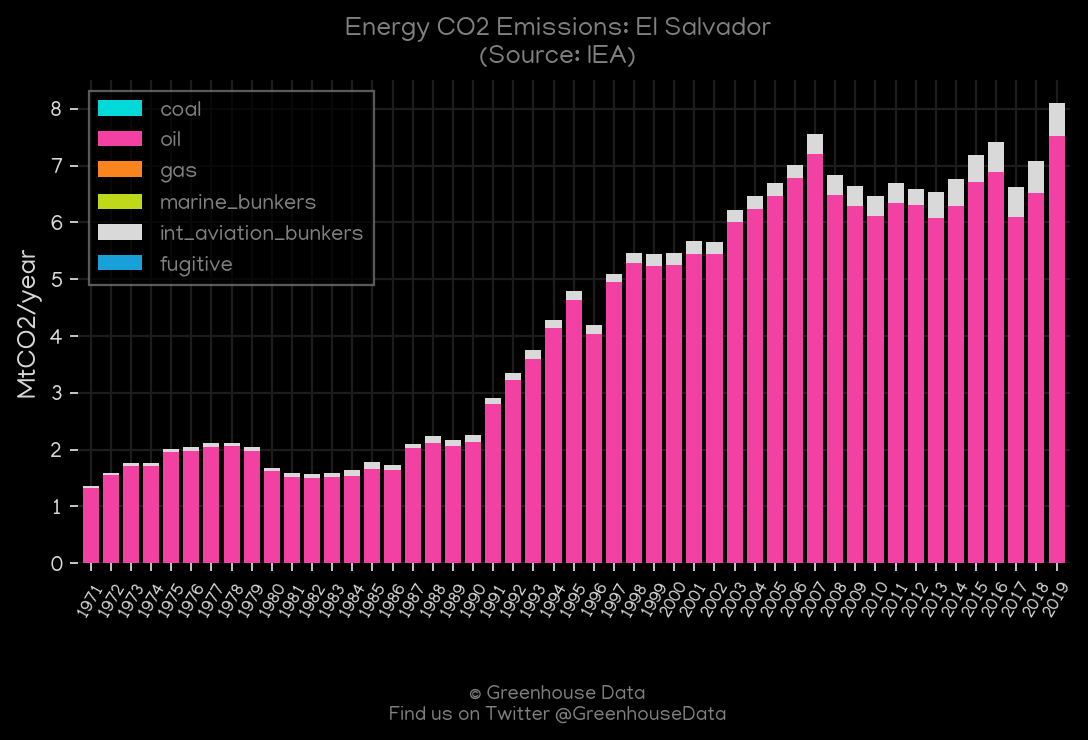 Energy CO2 Emissions: El Salvador
(Source: IEA)
coal
oil
gas
marine_bunkers
int_aviation_bunkers
fugitive
MtCO2/year
8
7
6
5
4
3
2
1
0
1971 1972 1973 1974 1975 1976 1977 1978 1979 1980 1981 1982 1983 1984 1985 1986 1987 1988 1989 1990 1991 1992 1993 1994 1995 1996 1997 1998 1999 2000 2001 2002 2003 2004 2005 2006 2007 2008 2009 2010 2011 2012 2013 2014 2015 2016 2017 2018 2019
© Greenhouse Data
Find us on Twitter @GreenhouseData